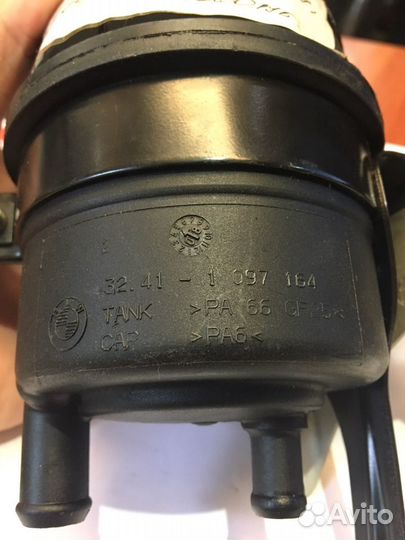 32.41 - 1 097 164
TANK >PA 66 GF25<
CAP >PA6<
Avito